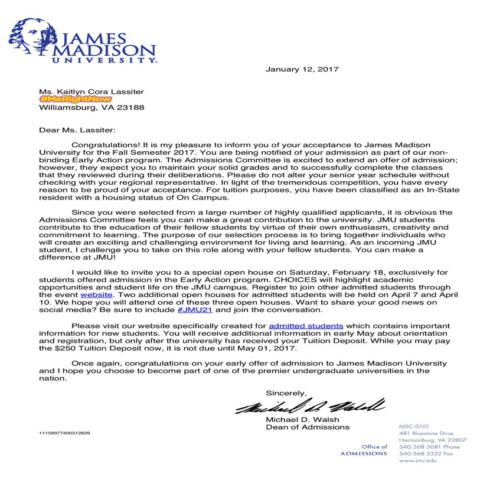 JAMES
MADISON
UNIVERSITY®
January 12, 2017
Ms. Kaitlyn Cora Lassiter
#MeRightNow
Williamsburg, VA 23188
Dear Ms. Lassiter:
Congratulations! It is my pleasure to inform you of your acceptance to James Madison
University for the Fall Semester 2017. You are being notified of your admission as part of our non-
binding Early Action program. The Admissions Committee is excited to extend an offer of admission;
however, they expect you to maintain your solid grades and to successfully complete the classes
that they reviewed during their deliberations. Please do not alter your senior year schedule without
checking with your regional representative. In light of the tremendous competition, you have every
reason to be proud of your acceptance. For tuition purposes, you have been classified as an In-State
resident with a housing status of On Campus.
Since you were selected from a large number of highly qualified applicants, it is obvious the
Admissions Committee feels you can make a great contribution to the university. JMU students
contribute to the education of their fellow students by virtue of their own enthusiasm, creativity and
commitment to learning. The purpose of our selection process is to bring together individuals who
will create an exciting and challenging environment for living and learning. As an incoming JMU
student, I challenge you to take on this role along with your fellow students. You can make a
difference at JMU!
I would like to invite you to a special open house on Saturday, February 18, exclusively for
students offered admission in the Early Action program. CHOICES will highlight academic
opportunities and student life on the JMU campus. Register to join other admitted students through
the event website. Two additional open houses for admitted students will be held on April 7 and April
10. We hope you will attend one of these three open houses. Want to share your good news on
social media? Be sure to include #JMU21 and join the conversation.
Please visit our website specifically created for admitted students which contains important
information for new students. You will receive additional information in early May about orientation
and registration, but only after the university has received your Tuition Deposit. While you may pay
the $250 Tuition Deposit now, it is not due until May 01, 2017.
Once again, congratulations on your early offer of admission to James Madison University
and I hope you choose to become part of one of the premier undergraduate universities in the
nation.
Sincerely,
Michael D. Walsh
Michael D. Walsh
Dean of Admissions
Office of
ADMISSIONS
MSC 0101
481 Bluestone Drive
Harrisonburg, VA 22807
540.568.5681 Phone
540.568.3332 Fax
www.jmu.edu